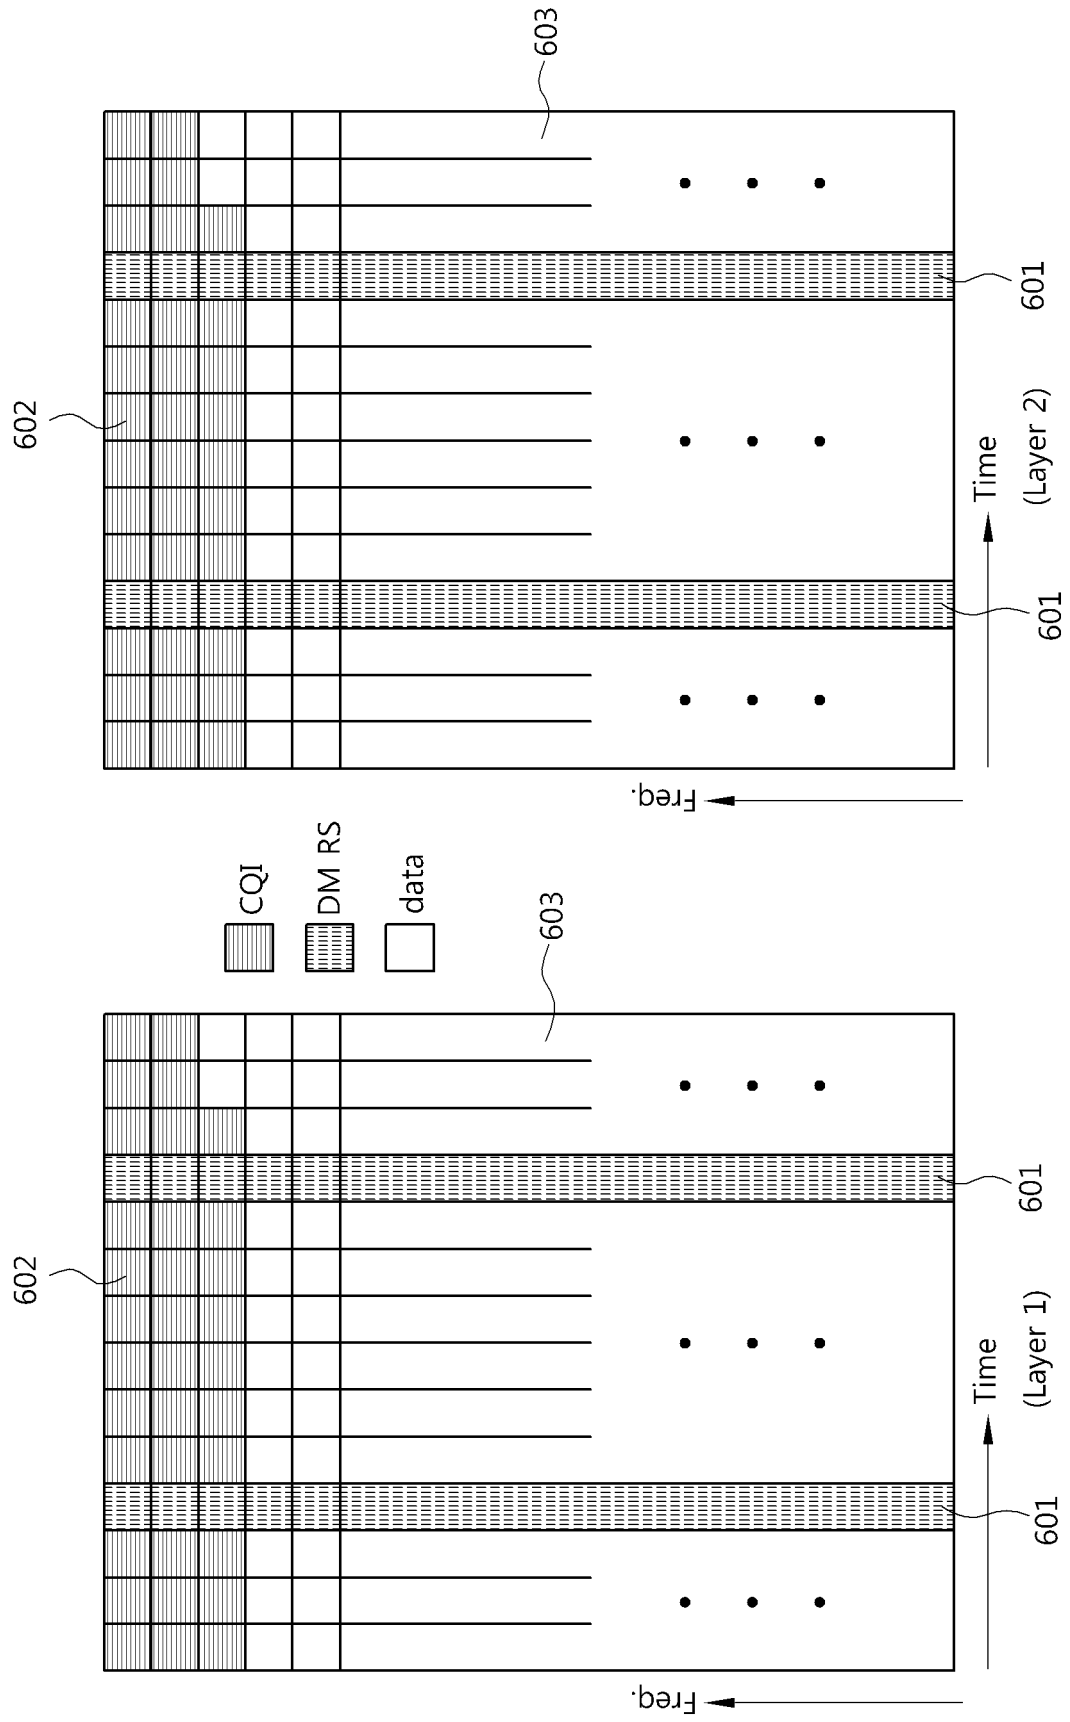 602
603
601
601
Freq.
Time
(Layer 1)
CQI
DM RS
data
602
603
601
601
Freq.
Time
(Layer 2)